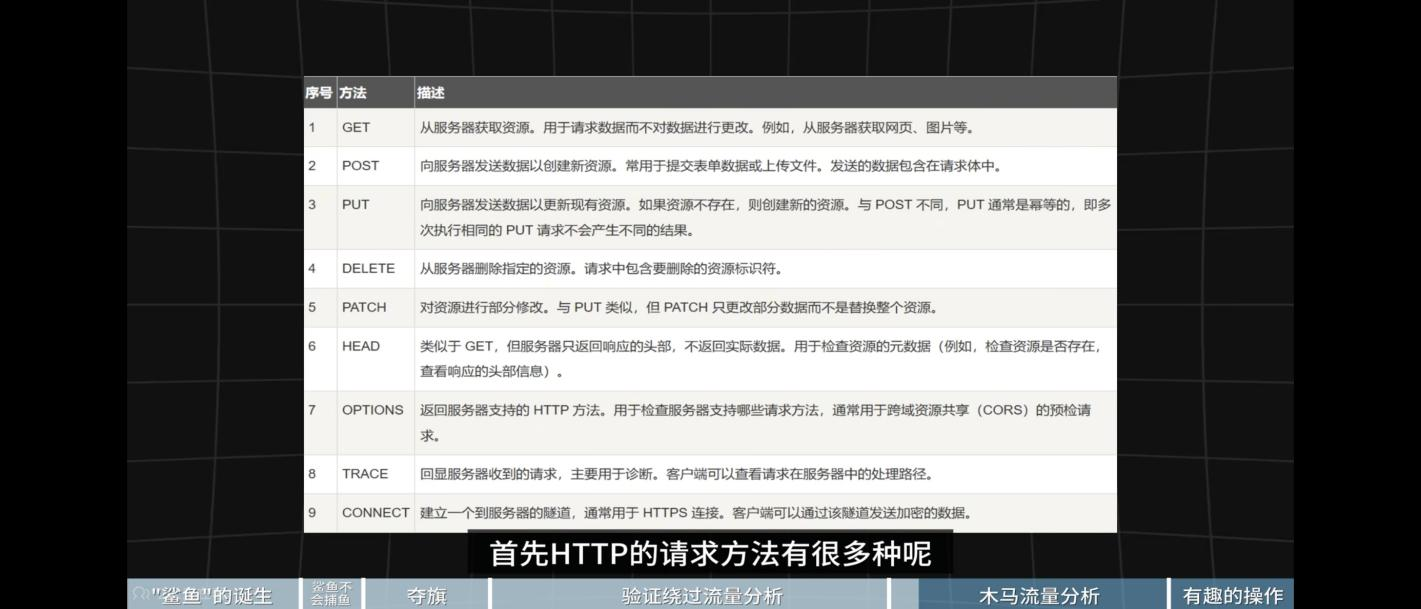 序号 方法 描述
1 GET 从服务器获取资源。用于请求数据而不对数据进行更改。例如，从服务器获取网页、图片等。
2 POST 向服务器发送数据以创建新资源。常用于提交表单数据或上传文件。发送的数据包含在请求体中。
3 PUT 向服务器发送数据以更新现有资源。如果资源不存在，则创建新的资源。与 POST 不同，PUT 通常是幂等的，即多
次执行相同的 PUT 请求不会产生不同的结果。
4 DELETE 从服务器删除指定的资源。请求中包含要删除的资源标识符。
5 PATCH 对资源进行部分修改。与 PUT 类似，但 PATCH 只更改部分数据而不是替换整个资源。
6 HEAD 类似于 GET，但服务器只返回响应的头部，不返回实际数据。用于检查资源的元数据（例如，检查资源是否存在，
查看响应的头部信息）。
7 OPTIONS 返回服务器支持的 HTTP 方法。用于检查服务器支持哪些请求方法，通常用于跨域资源共享（CORS）的预检请
求。
8 TRACE 回显服务器收到的请求，主要用于诊断。客户端可以查看请求在服务器中的处理路径。
9 CONNECT 建立一个到服务器的隧道，通常用于 HTTPS 连接。客户端可以通过该隧道发送加密的数据。
首先HTTP的请求方法有很多种呢
"鲨鱼"的诞生 鲨鱼不 夺旗 验证绕过流量分析 木马流量分析 有趣的操作
会捕鱼